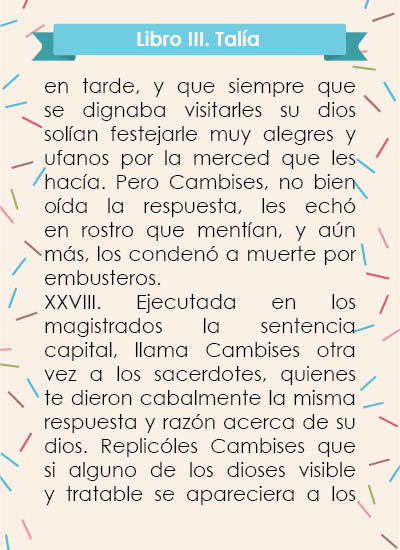 Libro III. Talía
en tarde, y que siempre que
se dignaba visitarles su dios
solían festejarle muy alegres y
ufanos por la merced que les
hacía. Pero Cambises, no bien
oída la respuesta, les echó
en rostro que mentían, y aún
más, los condenó a muerte por
embusteros.
XXVIII. Ejecutada en los
magistrados la sentencia
capital, llama Cambises otra
vez a los sacerdotes, quienes
te dieron cabalmente la misma
respuesta y razón acerca de su
dios. Replicóles Cambises que
si alguno de los dioses visible
y tratable se apareciera a los